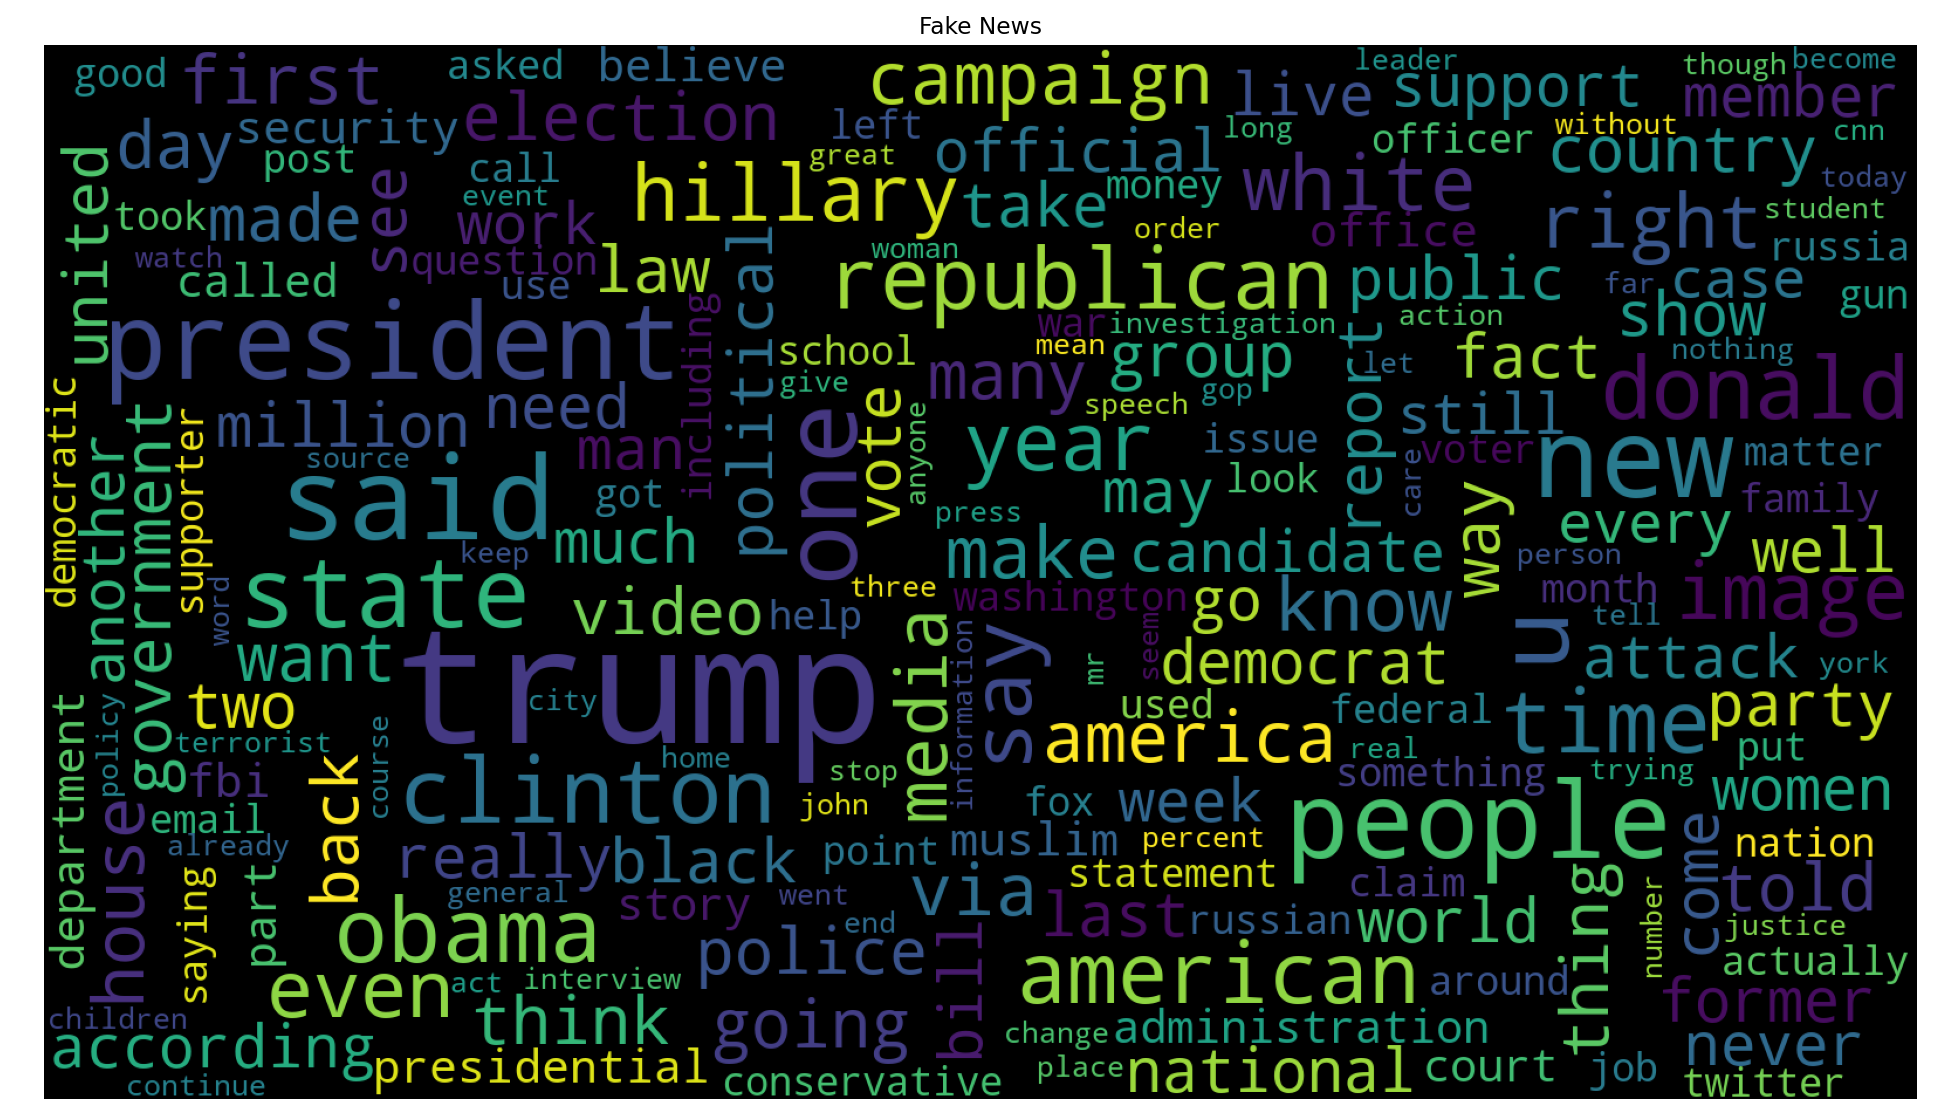 Fake News
good
first
asked
believe
campaign
live
leader
support
though
become
member
day
security
election
left
official
long
officer
without
country
cnn
united
post
see
call
great
hillary
take
money
white
today
took
made
event
work
order
office
right
student
watch
question
law
political
woman
republican
public
russia
called
use
far
case
gun
president
including
war
investigation
action
show
school
mean
group
report
let
fact
nothing
democratic
million
need
give
many
gop
donald
government
supporter
man
one
vote
anyone
speech
year
issue
still
another
source
said
got
may
look
care
voter
new
matter
press
way
family
much
keep
make
candidate
every
well
word
state
three
person
video
help
washington
go
know
month
image
want
trump
media
information
say
mr
seem
democrat
u
tell
attack
york
department
policy
two
city
used
federal
time
party
terrorist
course
america
real
put
fbi
back
clinton
home
stop
something
trying
house
email
john
fox
week
people
women
already
really
black
point
muslim
percent
come
nation
saying
part
general
story
went
via
statement
claim
thing
number
told
obama
end
last
russian
world
justice
even
act
interview
police
bill
american
around
actually
children
think
going
former
according
change
administration
never
continue
presidential
conservative
place
national
court
job
twitter